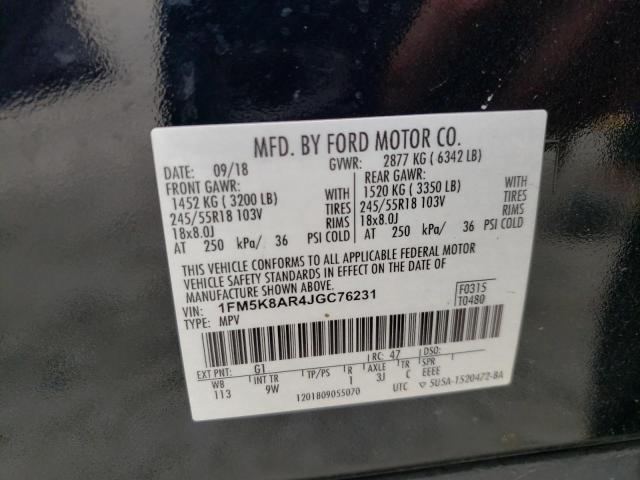 MFD. BY FORD MOTOR CO.
DATE: 09/18 GVWR: 2877 KG ( 6342 LB)
FRONT GAWR: REAR GAWR:
1452 KG ( 3200 LB) WITH 1520 KG ( 3350 LB) WITH
245/55R18 103V TIRES 245/55R18 103V TIRES
18x8.0J RIMS 18x8.0J RIMS
AT 250 kPa/ 36 PSI COLD AT 250 kPa/ 36 PSI COLD
THIS VEHICLE CONFORMS TO ALL APPLICABLE FEDERAL MOTOR
VEHICLE SAFETY STANDARDS IN EFFECT ON THE DATE OF
MANUFACTURE SHOWN ABOVE. F0315
VIN: 1FM5K8AR4JGC76231 T0480
TYPE: MPV
EXT PNT: G1 RC: 47 DSO:
WB INT TR TP/PS R AXLE TR SPR
113 9W 1 3J C EEEE
1201809055070 UTC ▽ 5USA-1520472-BA